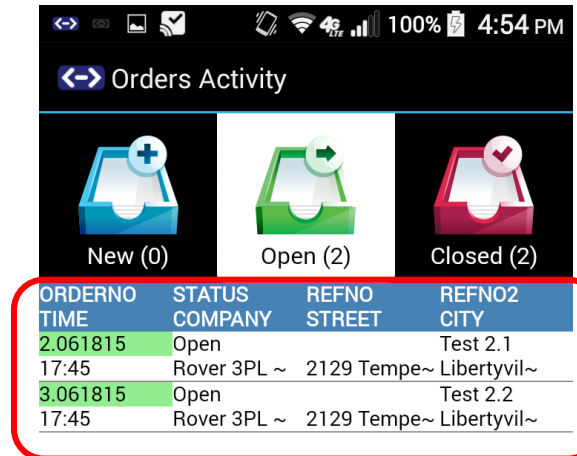 4G LTE 100% 4:54 PM
Orders Activity
New (0) Open (2) Closed (2)
ORDERNO STATUS REFNO REFNO2
TIME COMPANY STREET CITY
2.061815 Open Test 2.1
17:45 Rover 3PL ~ 2129 Tempe~ Libertyvil~
3.061815 Open Test 2.2
17:45 Rover 3PL ~ 2129 Tempe~ Libertyvil~